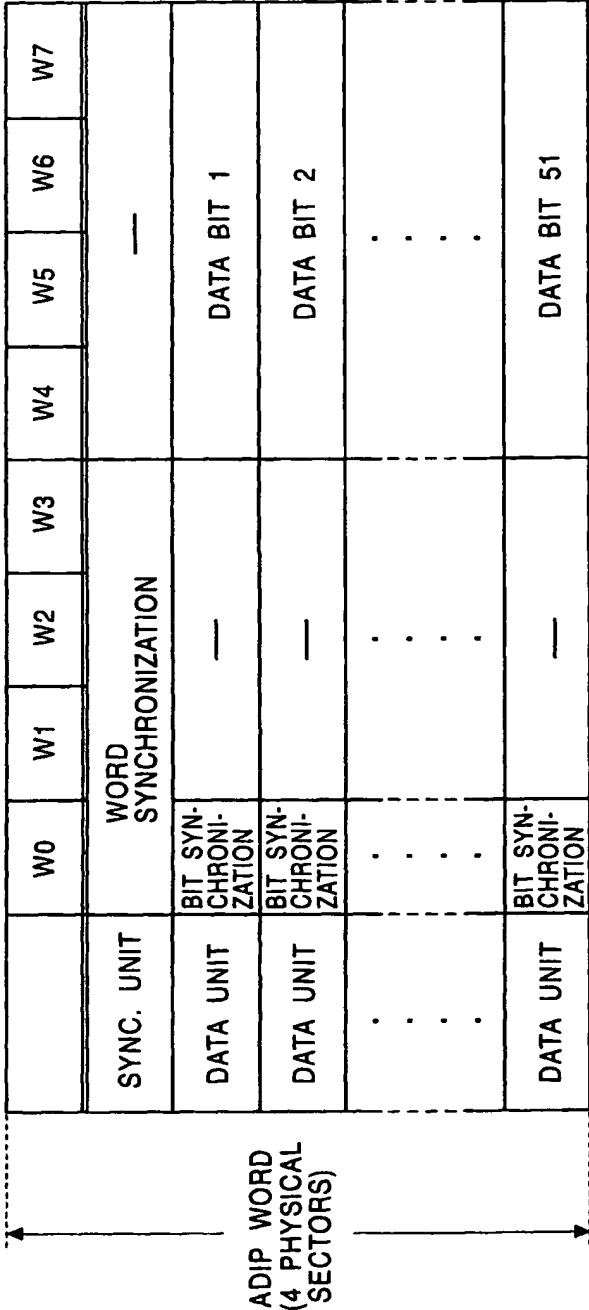 W0 W1 W2 W3 W4 W5 W6 W7
SYNC. UNIT WORD —
SYNCHRONIZATION
DATA UNIT BIT SYN- — DATA BIT 1
CHRONI-
ZATION
DATA UNIT BIT SYN- — DATA BIT 2
CHRONI-
ZATION
. . . . . . . . . . . . . . . .
DATA UNIT BIT SYN- — DATA BIT 51
CHRONI-
ZATION
ADIP WORD
(4 PHYSICAL
SECTORS)